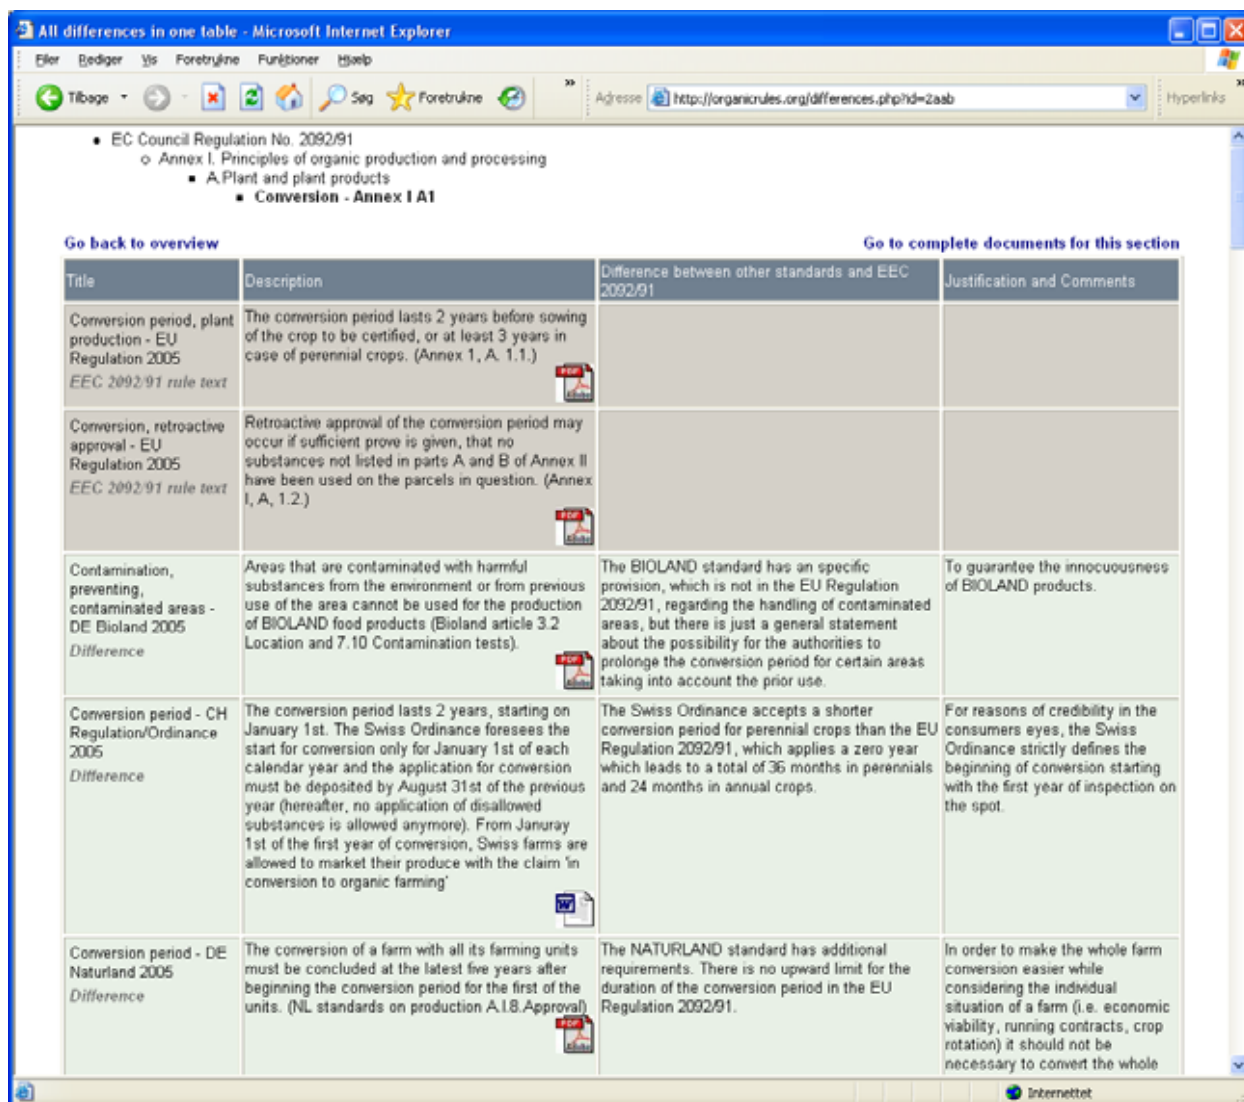 All differences in one table - Microsoft Internet Explorer
Filer Rediger Vis Foretrukne Funktioner Hjælp
Tilbage Søg Foretrukne » Adresse http://organicrules.org/differences.php?id=2aab Hyperlinks »
• EC Council Regulation No. 2092/91
o Annex I. Principles of organic production and processing
▪ A.Plant and plant products
▪ Conversion - Annex I A1
Go back to overview Go to complete documents for this section
Title
Description
Difference between other standards and EEC
2092/91
Justification and Comments
Conversion period, plant
production - EU
Regulation 2005
EEC 2092/91 rule text
The conversion period lasts 2 years before sowing
of the crop to be certified, or at least 3 years in
case of perennial crops. (Annex 1, A. 1.1.)
PDF
Adobe
Conversion, retroactive
approval - EU
Regulation 2005
EEC 2092/91 rule text
Retroactive approval of the conversion period may
occur if sufficient prove is given, that no
substances not listed in parts A and B of Annex II
have been used on the parcels in question. (Annex
I, A, 1.2.)
PDF
Adobe
Contamination,
preventing,
contaminated areas -
DE Bioland 2005
Difference
Areas that are contaminated with harmful
substances from the environment or from previous
use of the area cannot be used for the production
of BIOLAND food products (Bioland article 3.2
Location and 7.10 Contamination tests).
PDF
Adobe
The BIOLAND standard has an specific
provision, which is not in the EU Regulation
2092/91, regarding the handling of contaminated
areas, but there is just a general statement
about the possibility for the authorities to
prolonge the conversion period for certain areas
taking into account the prior use.
To guarantee the innocuousness
of BIOLAND products.
Conversion period - CH
Regulation/Ordinance
2005
Difference
The conversion period lasts 2 years, starting on
January 1st. The Swiss Ordinance foresees the
start for conversion only for January 1st of each
calendar year and the application for conversion
must be deposited by August 31st of the previous
year (hereafter, no application of disallowed
substances is allowed anymore). From Januray
1st of the first year of conversion, Swiss farms are
allowed to market their produce with the claim 'in
conversion to organic farming'
W
The Swiss Ordinance accepts a shorter
conversion period for perennial crops than the EU
Regulation 2092/91, which applies a zero year
which leads to a total of 36 months in perennials
and 24 months in annual crops.
For reasons of credibility in the
consumers eyes, the Swiss
Ordinance strictly defines the
beginning of conversion starting
with the first year of inspection on
the spot.
Conversion period - DE
Naturland 2005
Difference
The conversion of a farm with all its farming units
must be concluded at the latest five years after
beginning the conversion period for the first of the
units. (NL standards on production A.I.8.Approval)
PDF
Adobe
The NATURLAND standard has additional
requirements. There is no upward limit for the
duration of the conversion period in the EU
Regulation 2092/91.
In order to make the whole farm
conversion easier while
considering the individual
situation of a farm (i.e. economic
viability, running contracts, crop
rotation) it should not be
necessary to convert the whole
Internettet